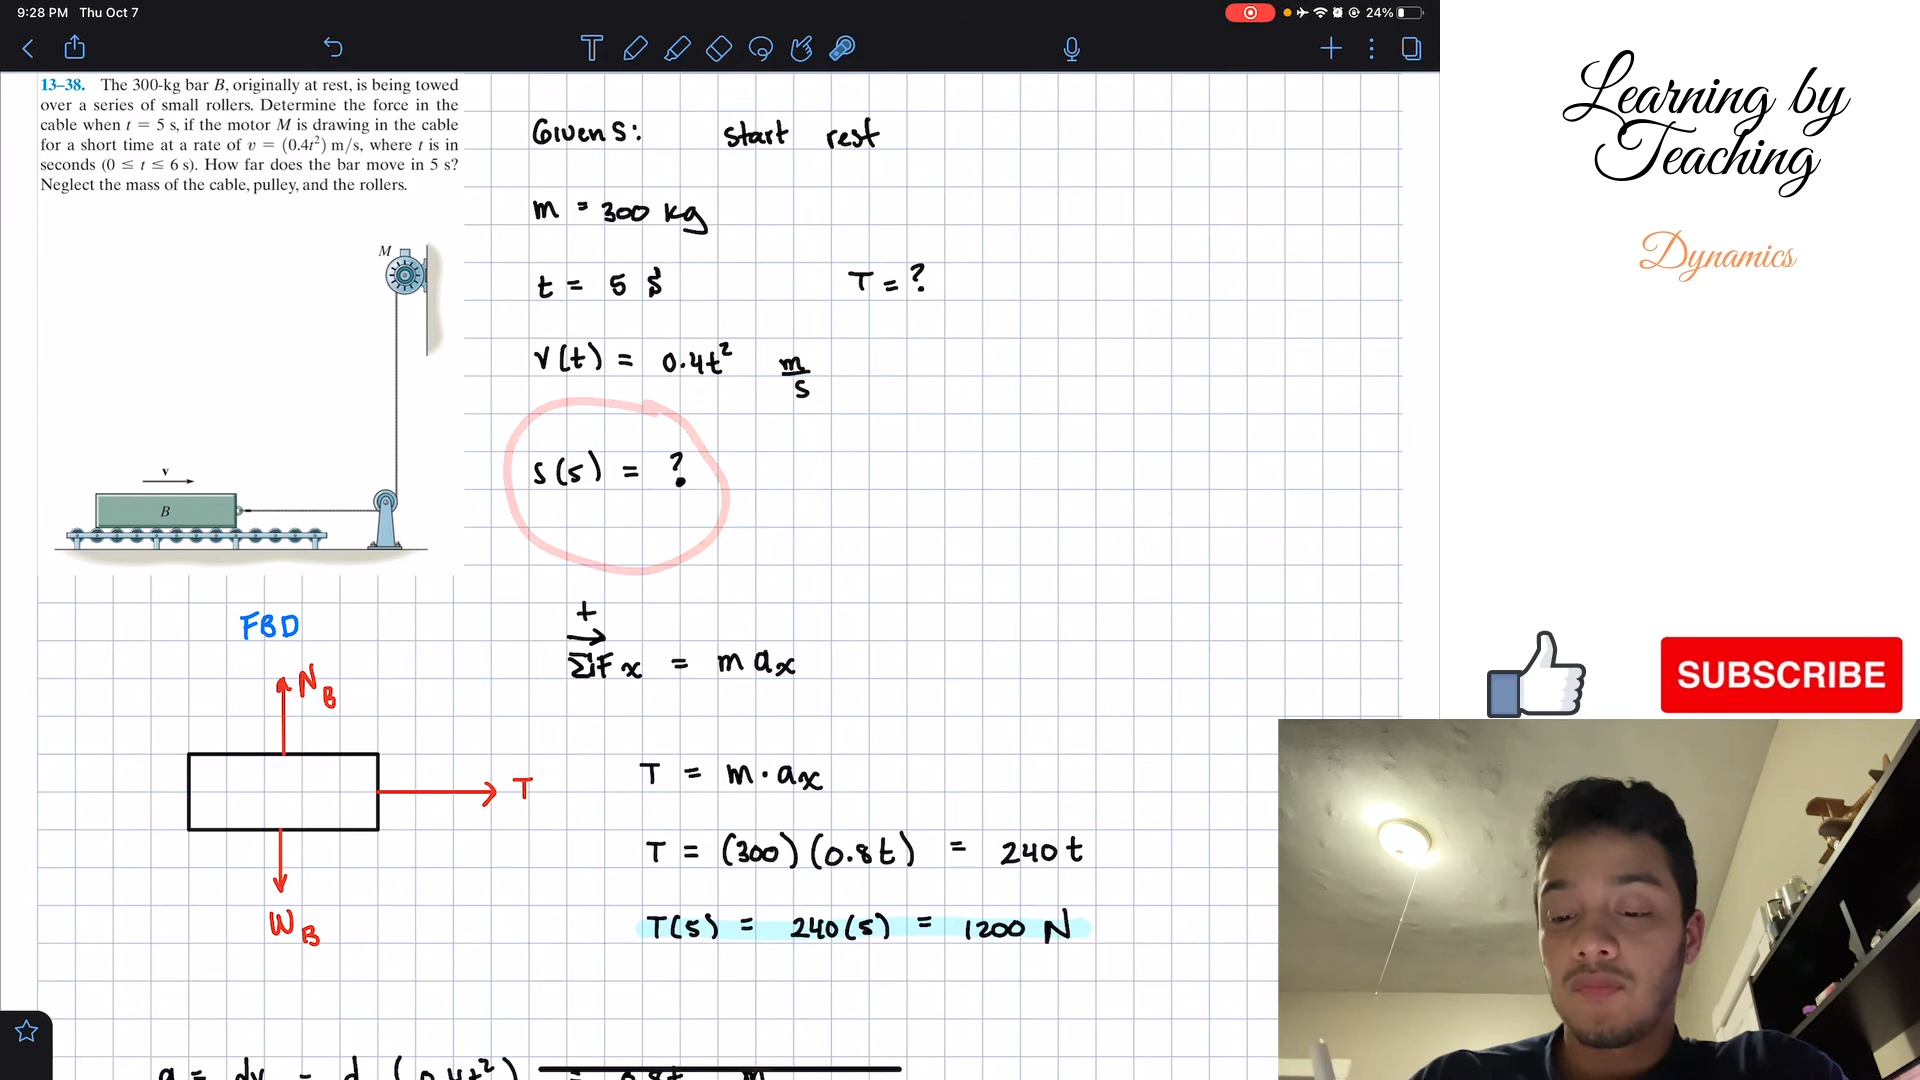 9:28 PM Thu Oct 7
24%
13–38. The 300-kg bar B, originally at rest, is being towed
over a series of small rollers. Determine the force in the
cable when t = 5 s, if the motor M is drawing in the cable
for a short time at a rate of v = (0.4t²) m/s, where t is in
seconds (0 ≤ t ≤ 6 s). How far does the bar move in 5 s?
Neglect the mass of the cable, pulley, and the rollers.
M
v
B
Givens: start rest
m = 300 kg
t = 5 s T = ?
v(t) = 0.4t² m/s
s(5) = ?
FBD
N_B
T
W_B
+
→
ΣFx = m ax
T = m · ax
T = (300)(0.8t) = 240t
T(5) = 240(5) = 1200 N
a = dv = d (0.4t²) = 0.8t m
Learning by
Teaching
Dynamics
SUBSCRIBE